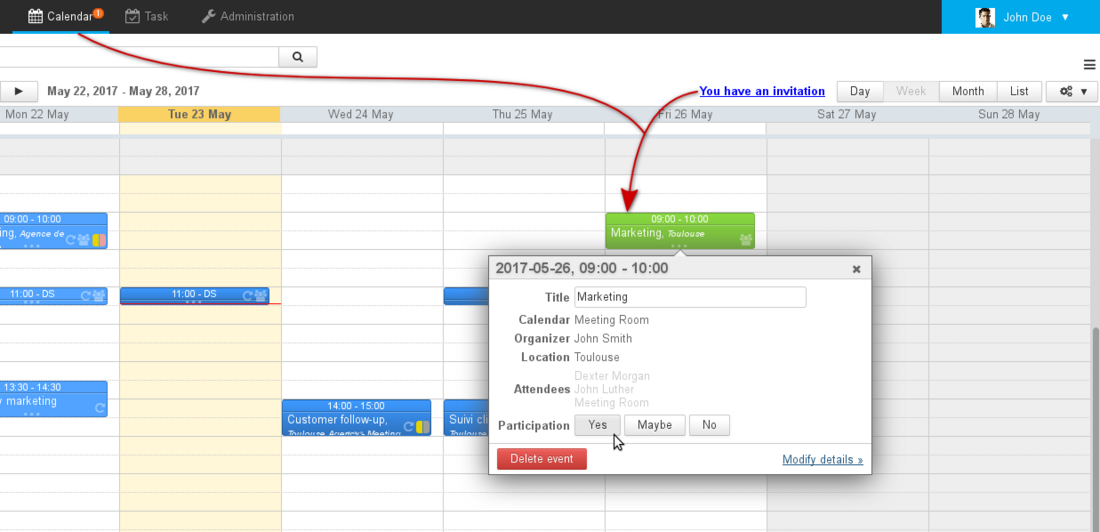 Calendar 1
Task
Administration
John Doe ▼
May 22, 2017 - May 28, 2017
You have an invitation
Day
Week
Month
List
Mon 22 May
Tue 23 May
Wed 24 May
Thu 25 May
Fri 26 May
Sat 27 May
Sun 28 May
09:00 - 10:00
ing, Agence de
09:00 - 10:00
Marketing, Toulouse
11:00 - DS
11:00 - DS
2017-05-26, 09:00 - 10:00
Title Marketing
Calendar Meeting Room
Organizer John Smith
Location Toulouse
Attendees Dexter Morgan
John Luther
Meeting Room
Participation Yes Maybe No
Delete event
Modify details »
13:30 - 14:30
y marketing
14:00 - 15:00
Customer follow-up,
Toulouse Agency> Meeting
Suivi cli
Toulou